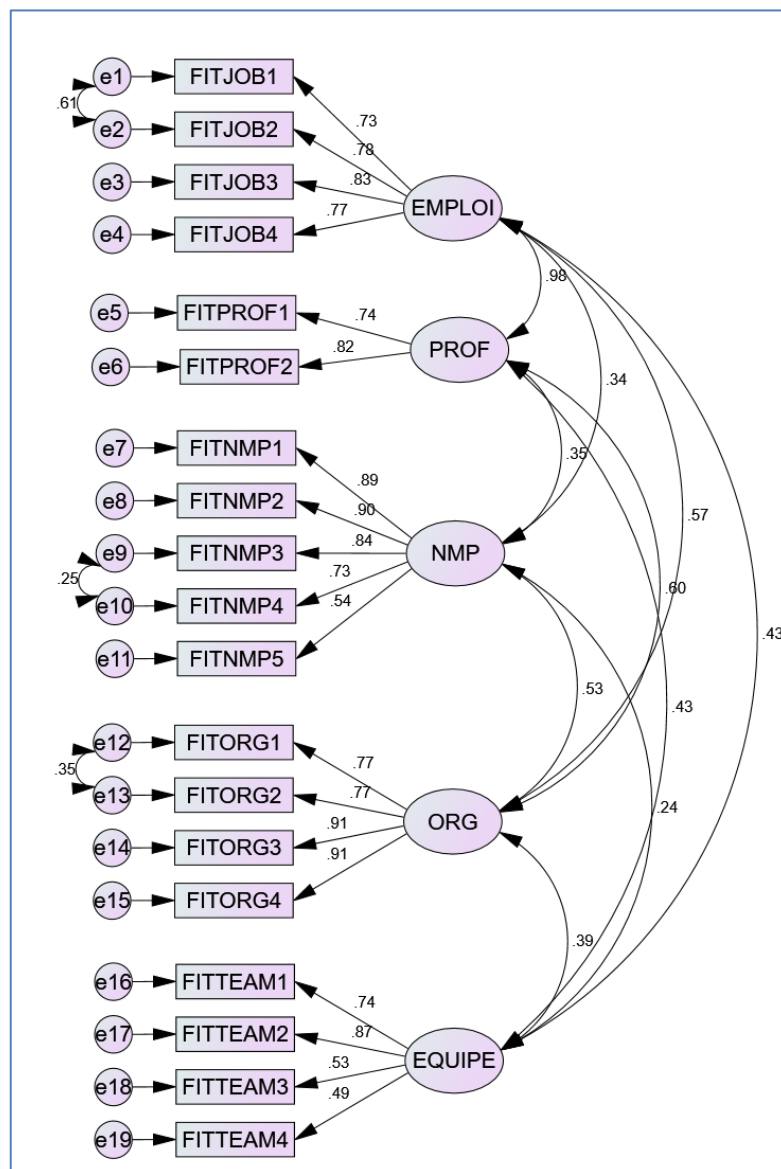 e1 FITJOB1
.73
.61
e2 FITJOB2
.78
e3 FITJOB3
.83
EMPLOI
e4 FITJOB4
.77
.98
e5 FITPROF1
.74
PROF
e6 FITPROF2
.82
.34
e7 FITNMP1
.35
.89
e8 FITNMP2
.90
.57
e9 FITNMP3
.84
NMP
.25
.73
.60
e10 FITNMP4
.54
.43
e11 FITNMP5
.53
.43
e12 FITORG1
.77
.35
e13 FITORG2
.77
.24
ORG
.91
e14 FITORG3
.91
e15 FITORG4
.39
e16 FITTEAM1
.74
e17 FITTEAM2
.87
EQUIPE
.53
e18 FITTEAM3
.49
e19 FITTEAM4